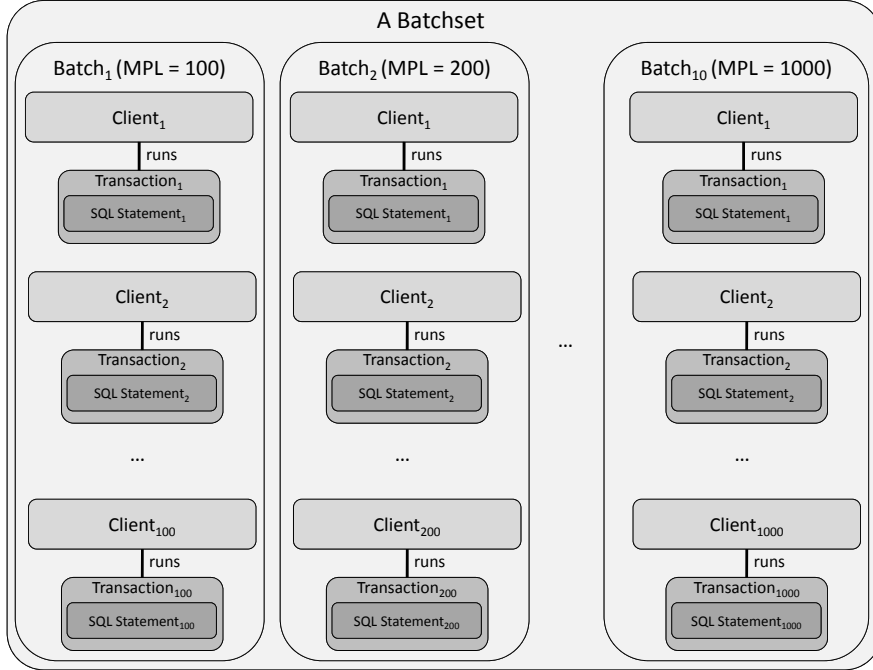 A Batchset
Batch₁ (MPL = 100)
Client₁
runs
Transaction₁
SQL Statement₁
Client₂
runs
Transaction₂
SQL Statement₂
...
Client₁₀₀
runs
Transaction₁₀₀
SQL Statement₁₀₀
Batch₂ (MPL = 200)
Client₁
runs
Transaction₁
SQL Statement₁
Client₂
runs
Transaction₂
SQL Statement₂
...
Client₂₀₀
runs
Transaction₂₀₀
SQL Statement₂₀₀
...
Batch₁₀ (MPL = 1000)
Client₁
runs
Transaction₁
SQL Statement₁
Client₂
runs
Transaction₂
SQL Statement₂
...
Client₁₀₀₀
runs
Transaction₁₀₀₀
SQL Statement₁₀₀₀